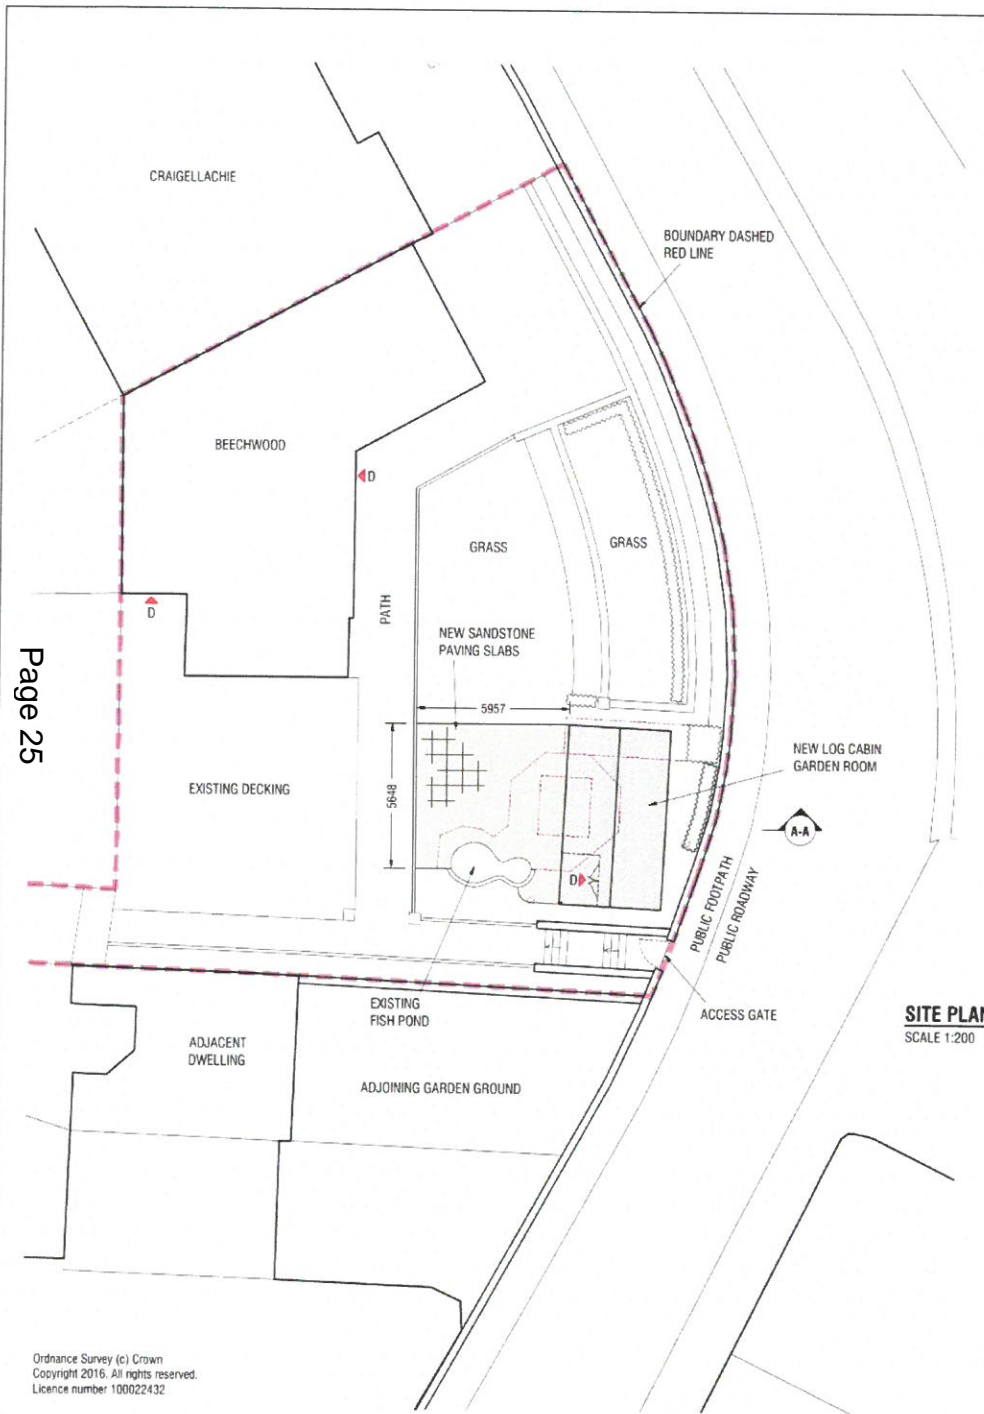 CRAIGELLACHIE
BOUNDARY DASHED
RED LINE
BEECHWOOD
D
GRASS
GRASS
D
PATH
NEW SANDSTONE
PAVING SLABS
5957
NEW LOG CABIN
GARDEN ROOM
EXISTING DECKING
5648
A-A
D
PUBLIC FOOTPATH
PUBLIC ROADWAY
EXISTING
FISH POND
ACCESS GATE
SITE PLAN
SCALE 1:200
ADJACENT
DWELLING
ADJOINING GARDEN GROUND
Page 25
Ordnance Survey (c) Crown
Copyright 2016. All rights reserved.
Licence number 100022432